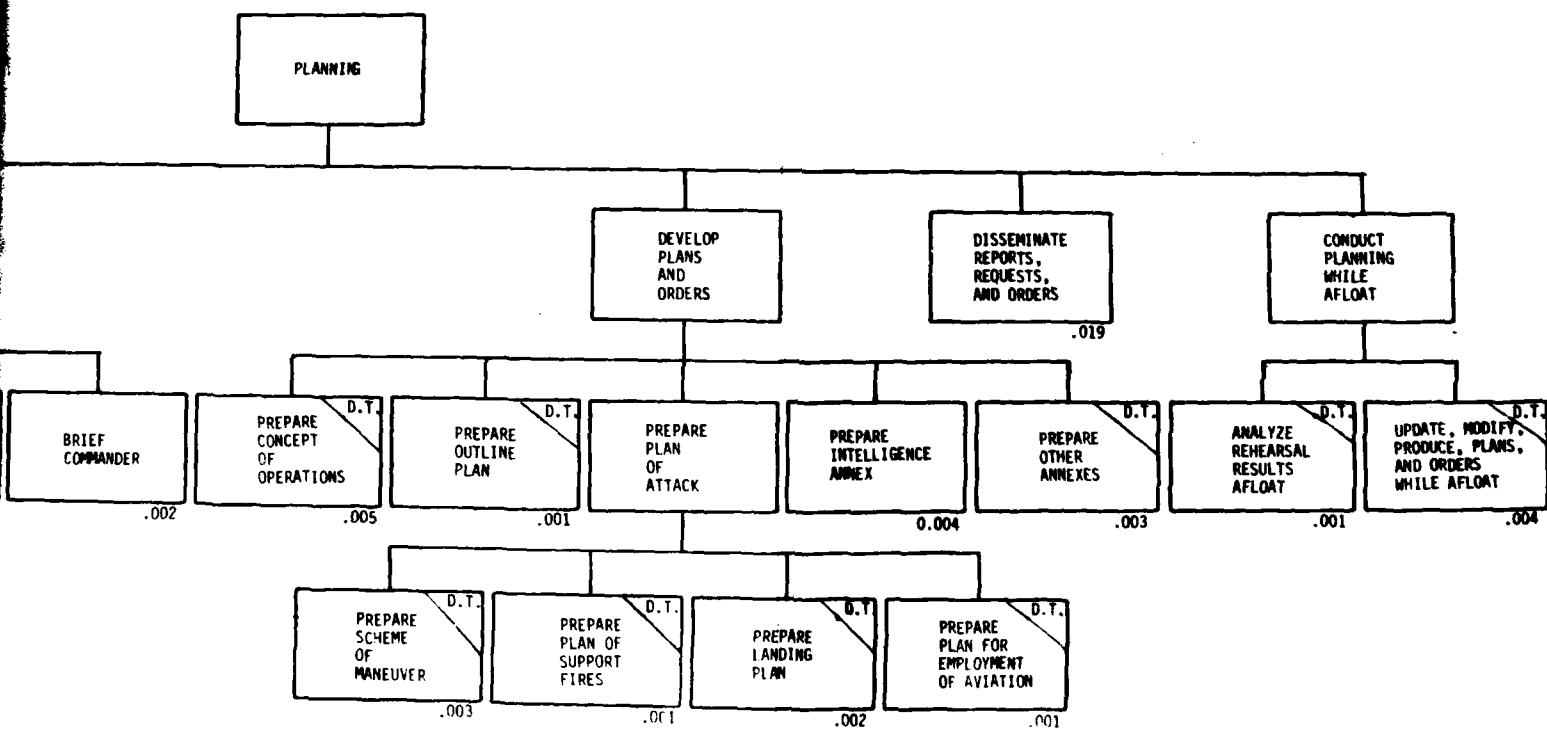 PLANNING
DEVELOP
PLANS
AND
ORDERS
DISSEMINATE
REPORTS,
REQUESTS,
AND ORDERS
.019
CONDUCT
PLANNING
WHILE
AFLOAT
BRIEF
COMMANDER
.002
D.T.
PREPARE
CONCEPT
OF
OPERATIONS
.005
D.T.
PREPARE
OUTLINE
PLAN
.001
PREPARE
PLAN
OF
ATTACK
PREPARE
INTELLIGENCE
ANNEX
0.004
D.T.
PREPARE
OTHER
ANNEXES
.003
D.T.
ANALYZE
REHEARSAL
RESULTS
AFLOAT
.001
D.T.
UPDATE, MODIFY,
PRODUCE, PLANS,
AND ORDERS
WHILE AFLOAT
.004
D.T.
PREPARE
SCHEME
OF
MANEUVER
.003
D.T.
PREPARE
PLAN OF
SUPPORT
FIRES
.001
D.T.
PREPARE
LANDING
PLAN
.002
D.T.
PREPARE
PLAN FOR
EMPLOYMENT
OF AVIATION
.001